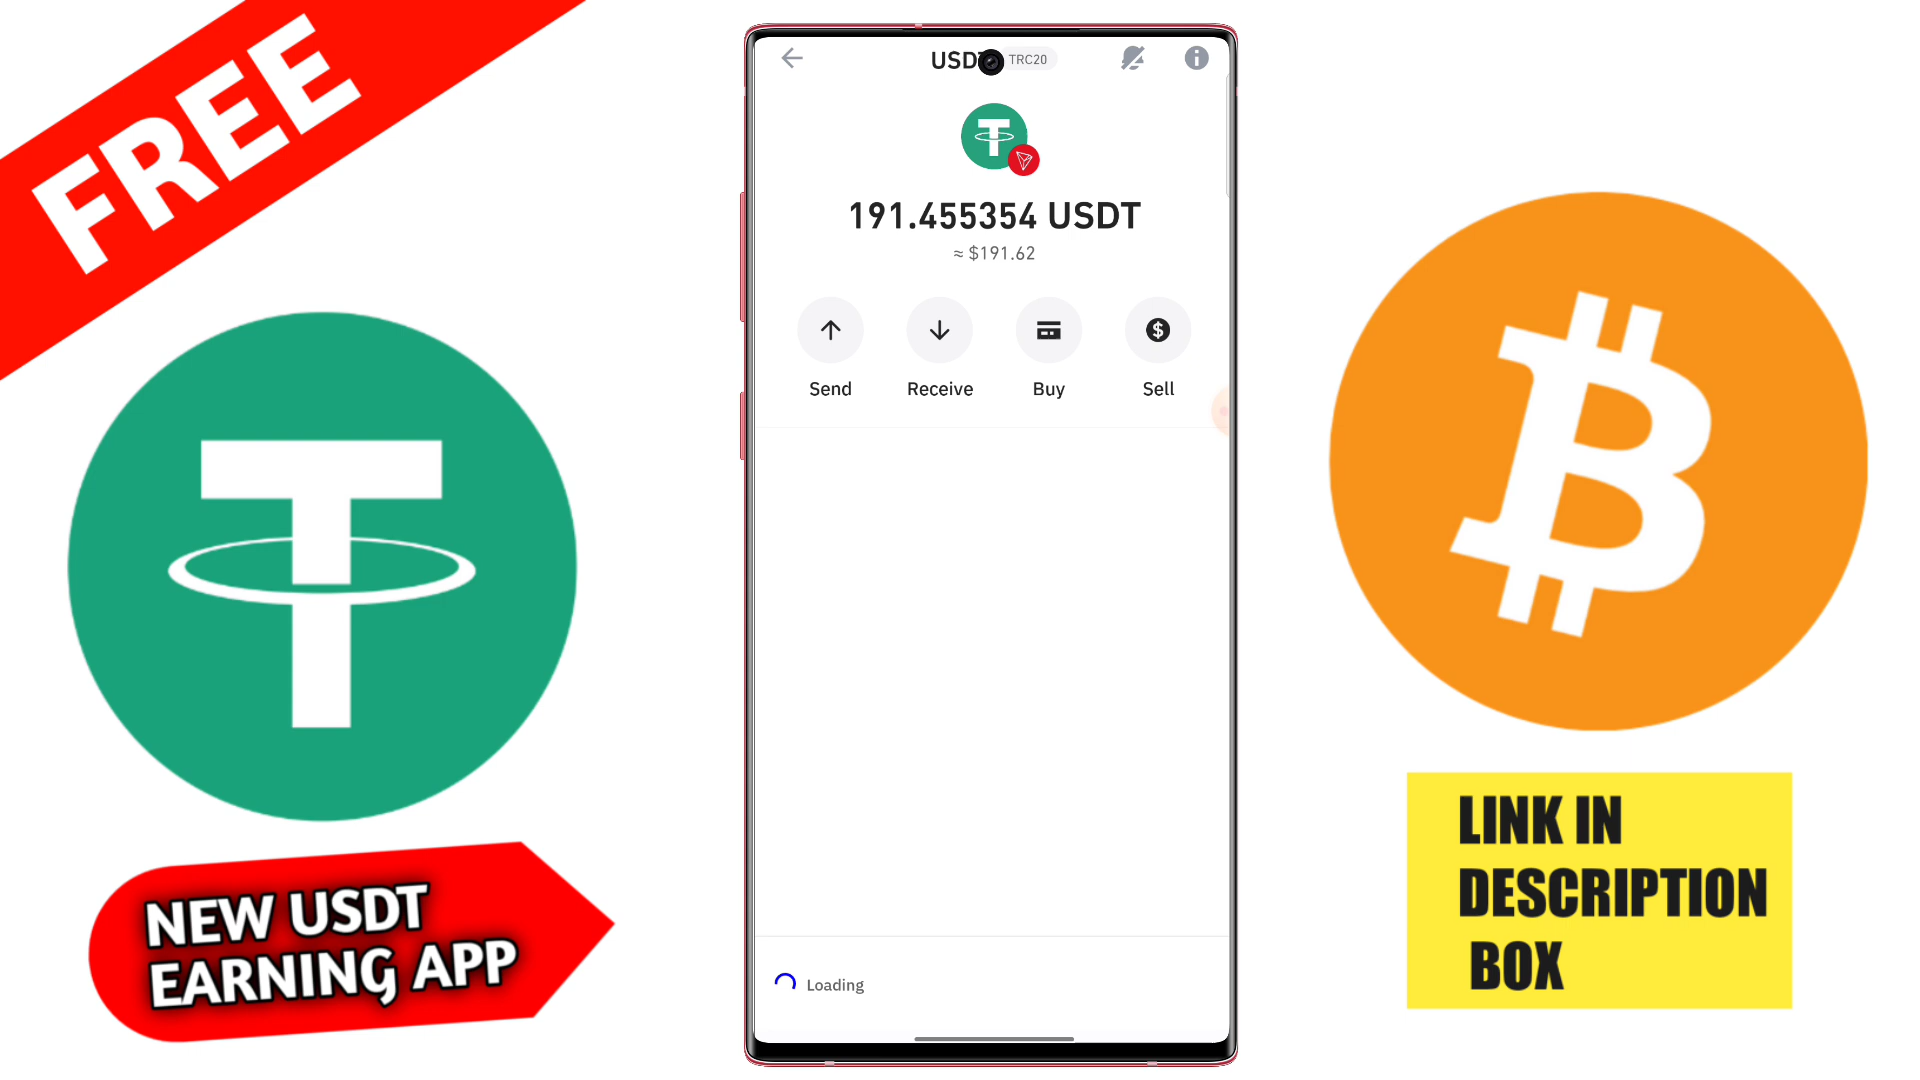 FREE
USDT TRC20
191.455354 USDT
≈ $191.62
Send Receive Buy Sell
Loading
NEW USDT
EARNING APP
LINK IN
DESCRIPTION
BOX